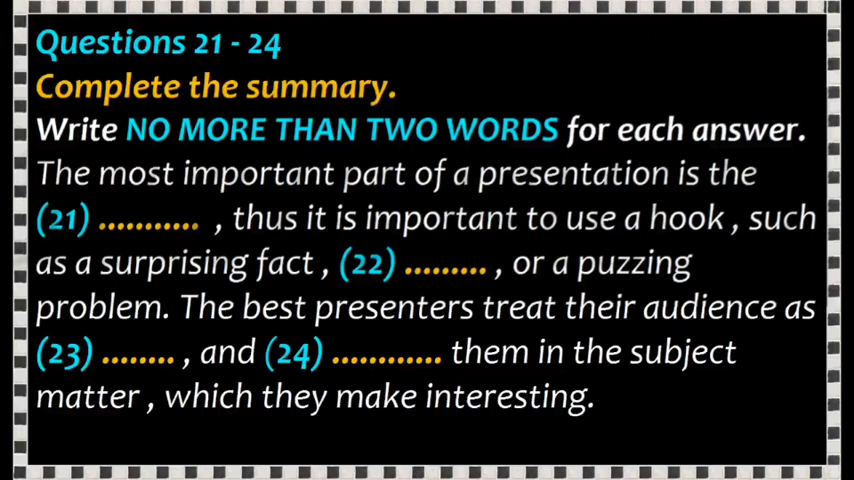 Questions 21 - 24
Complete the summary.
Write NO MORE THAN TWO WORDS for each answer.
The most important part of a presentation is the
(21) ........... , thus it is important to use a hook , such
as a surprising fact , (22) ......... , or a puzzing
problem. The best presenters treat their audience as
(23) ........ , and (24) ............ them in the subject
matter , which they make interesting.